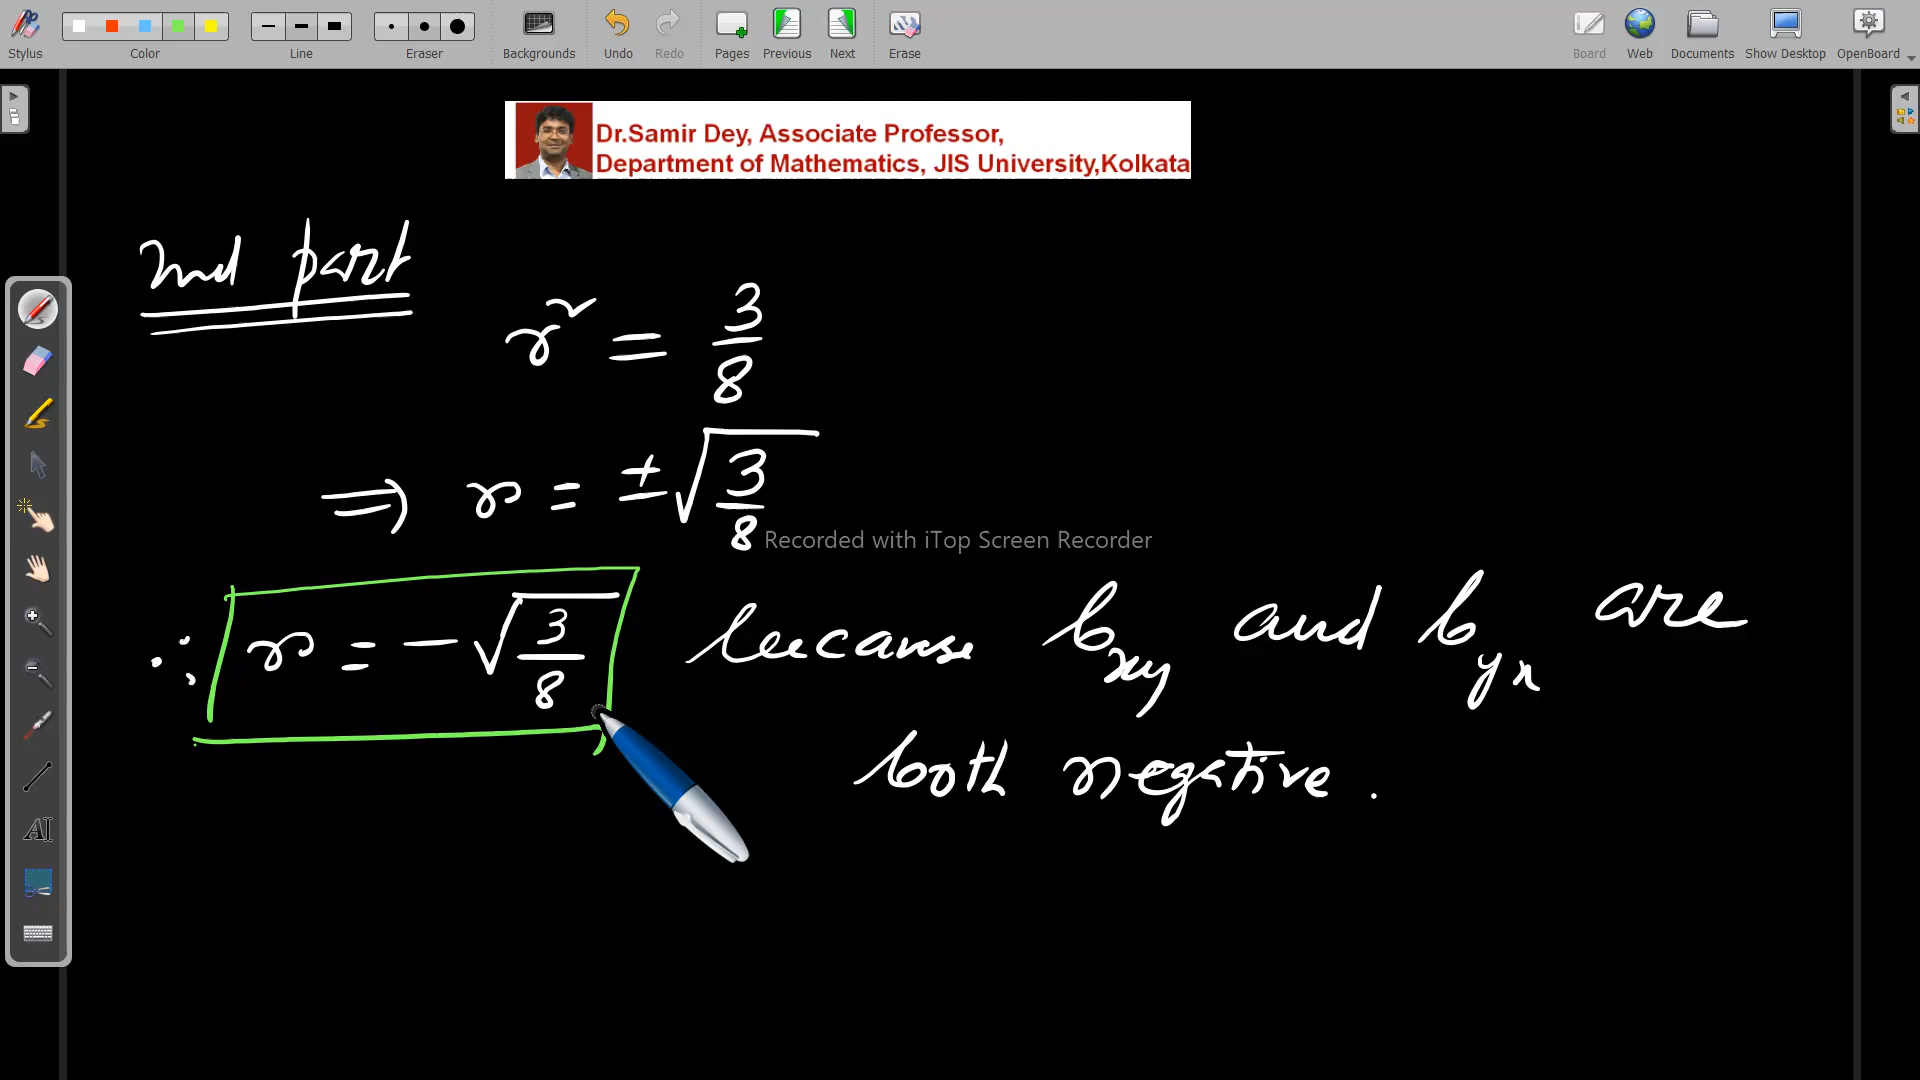 Stylus Color Line Eraser Backgrounds Undo Redo Pages Previous Next Erase Board Web Documents Show Desktop OpenBoard
Dr.Samir Dey, Associate Professor,
Department of Mathematics, JIS University,Kolkata
2nd part
r² = 3/8
⇒ r = ±√(3/8)
Recorded with iTop Screen Recorder
∴ r = -√(3/8) because b_xy and b_yx are
both negative.